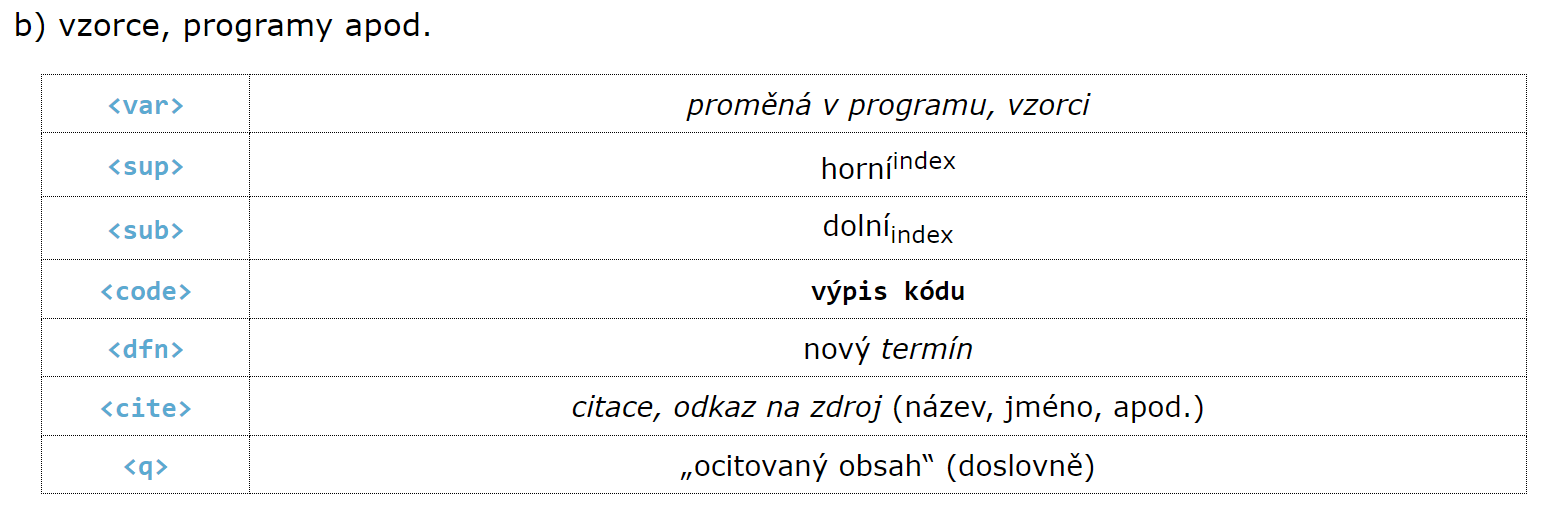 b) vzorce, programy apod.
<var> proměná v programu, vzorci
<sup> horníindex
<sub> dolníindex
<code> výpis kódu
<dfn> nový termín
<cite> citace, odkaz na zdroj (název, jméno, apod.)
<q> „ocitovaný obsah“ (doslovně)